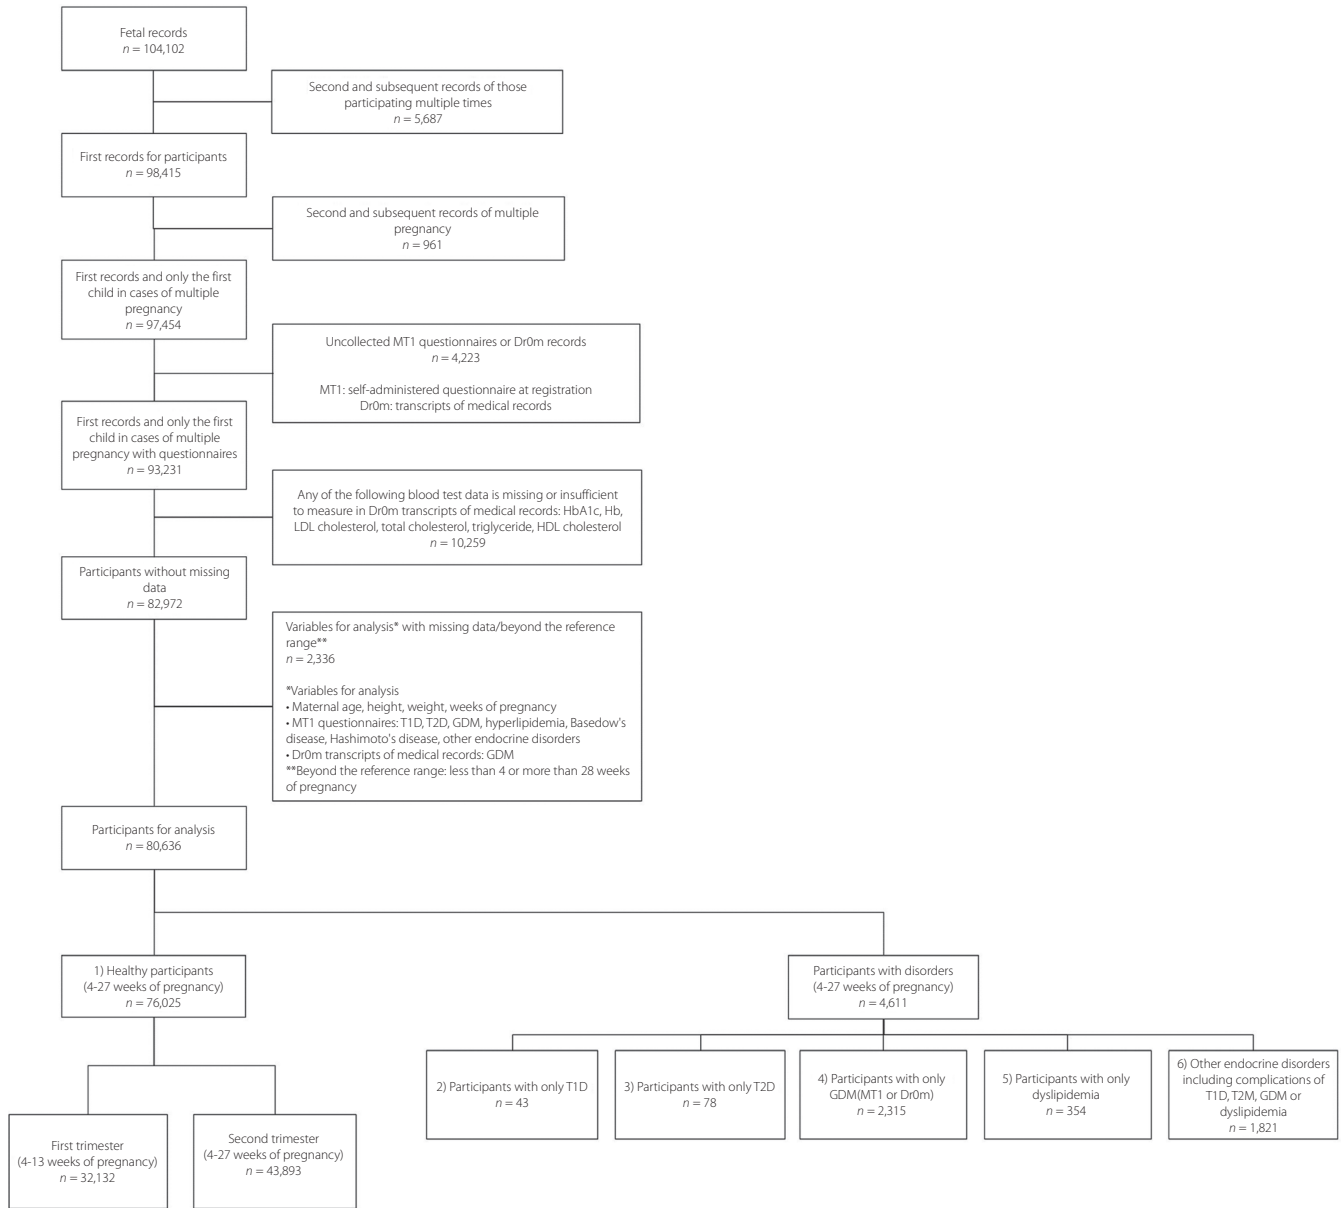 Fetal records
n = 104,102
Second and subsequent records of those
participating multiple times
n = 5,687
First records for participants
n = 98,415
Second and subsequent records of multiple
pregnancy
n = 961
First records and only the first
child in cases of multiple
pregnancy
n = 97,454
Uncollected MT1 questionnaires or Dr0m records
n = 4,223
MT1: self-administered questionnaire at registration
Dr0m: transcripts of medical records
First records and only the first
child in cases of multiple
pregnancy with questionnaires
n = 93,231
Any of the following blood test data is missing or insufficient
to measure in Dr0m transcripts of medical records: HbA1c, Hb,
LDL cholesterol, total cholesterol, triglyceride, HDL cholesterol
n = 10,259
Participants without missing
data
n = 82,972
Variables for analysis* with missing data/beyond the reference
range**
n = 2,336
*Variables for analysis
• Maternal age, height, weight, weeks of pregnancy
• MT1 questionnaires: T1D, T2D, GDM, hyperlipidemia, Basedow's
disease, Hashimoto's disease, other endocrine disorders
• Dr0m transcripts of medical records: GDM
**Beyond the reference range: less than 4 or more than 28 weeks
of pregnancy
Participants for analysis
n = 80,636
1) Healthy participants
(4-27 weeks of pregnancy)
n = 76,025
Participants with disorders
(4-27 weeks of pregnancy)
n = 4,611
2) Participants with only T1D
n = 43
3) Participants with only T2D
n = 78
4) Participants with only
GDM(MT1 or Dr0m)
n = 2,315
5) Participants with only
dyslipidemia
n = 354
6) Other endocrine disorders
including complications of
T1D, T2M, GDM or
dyslipidemia
n = 1,821
First trimester
(4-13 weeks of pregnancy)
n = 32,132
Second trimester
(4-27 weeks of pregnancy)
n = 43,893